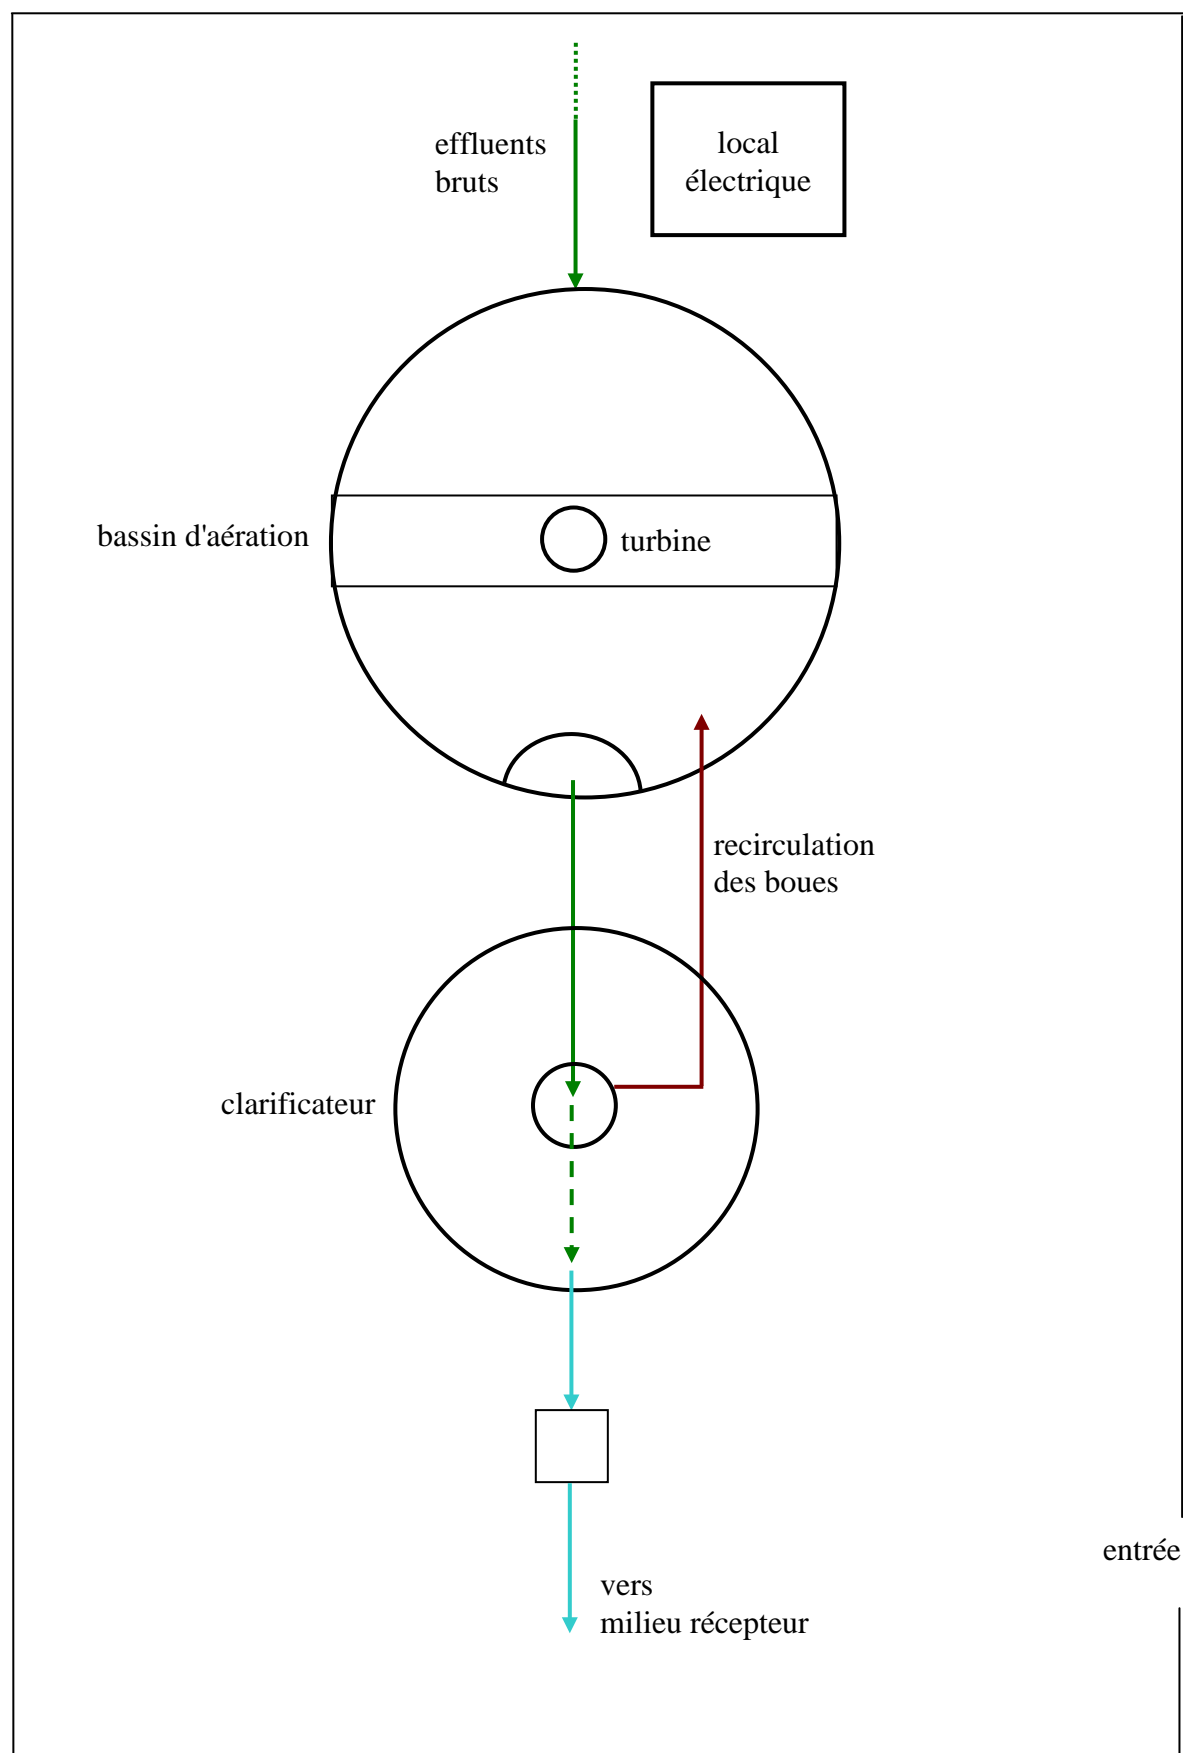 effluents
bruts
local
électrique
bassin d'aération
turbine
recirculation
des boues
clarificateur
entrée
vers
milieu récepteur